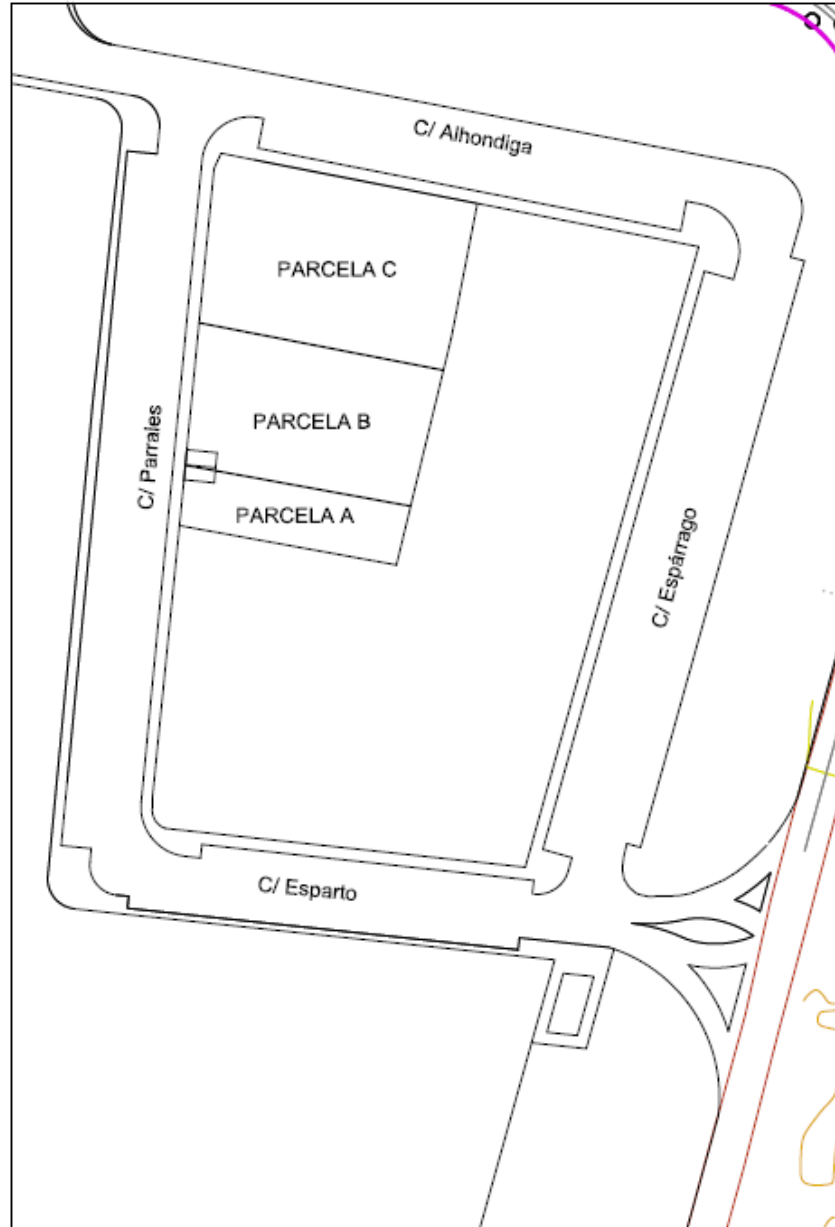 C/ Alhondiga
PARCELA C
PARCELA B
C/ Parrales
PARCELA A
C/ Espárrago
C/ Esparto